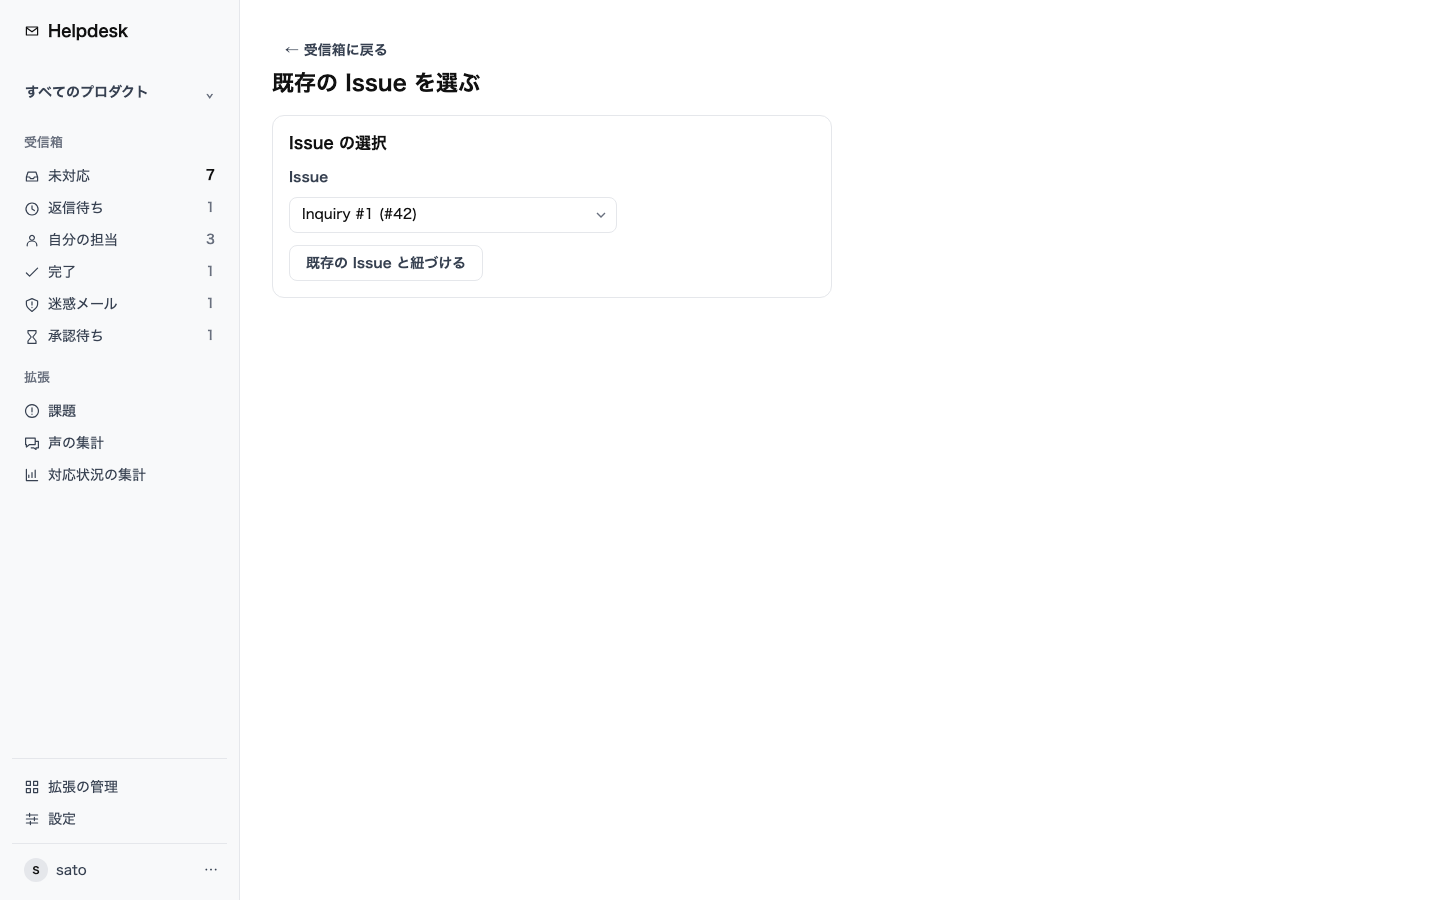 Helpdesk
すべてのプロダクト
受信箱
未対応 7
返信待ち 1
自分の担当 3
完了 1
迷惑メール 1
承認待ち 1
拡張
課題
声の集計
対応状況の集計
拡張の管理
設定
S sato ···
← 受信箱に戻る
既存の Issue を選ぶ
Issue の選択
Issue
Inquiry #1 (#42)
既存の Issue と紐づける